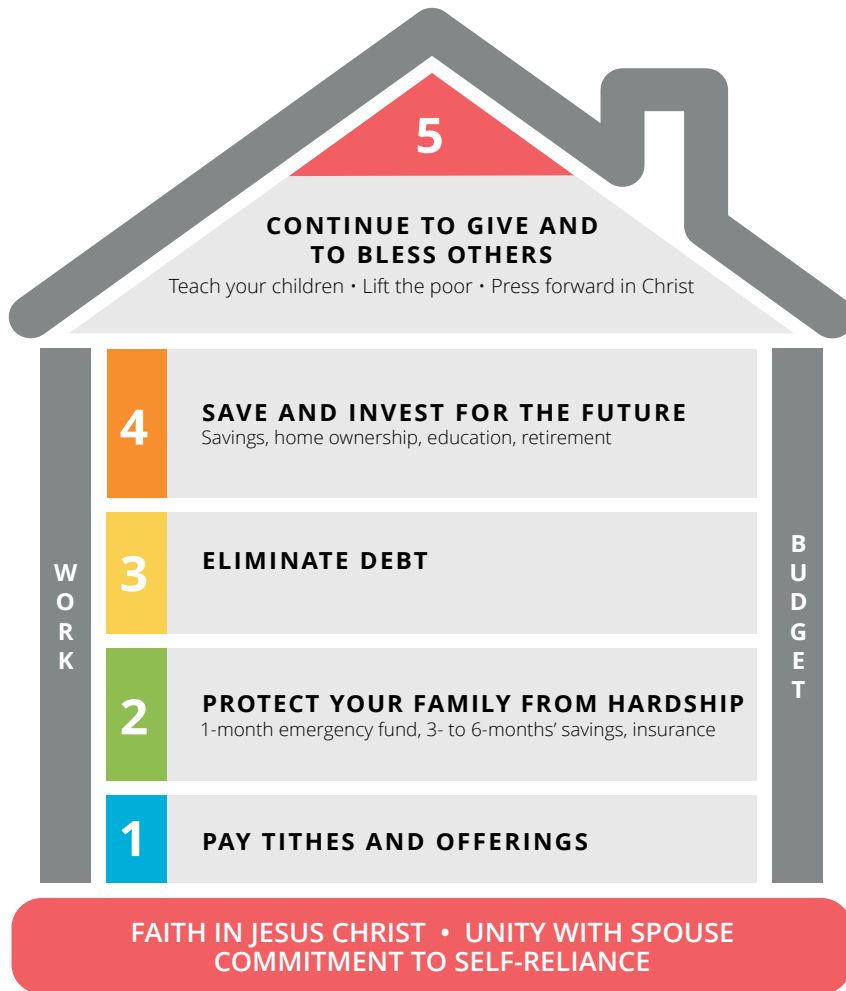 5
CONTINUE TO GIVE AND
TO BLESS OTHERS
Teach your children • Lift the poor • Press forward in Christ
4
SAVE AND INVEST FOR THE FUTURE
Savings, home ownership, education, retirement
3
ELIMINATE DEBT
WORK
BUDGET
2
PROTECT YOUR FAMILY FROM HARDSHIP
1-month emergency fund, 3- to 6-months’ savings, insurance
1
PAY TITHES AND OFFERINGS
FAITH IN JESUS CHRIST • UNITY WITH SPOUSE
COMMITMENT TO SELF-RELIANCE